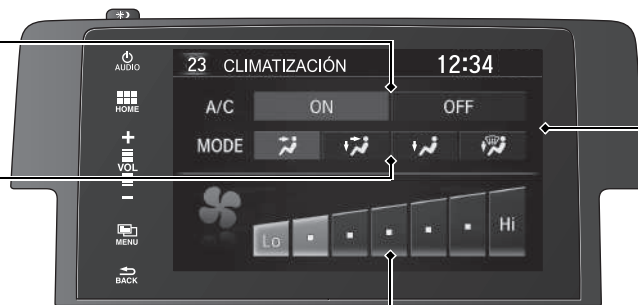 AUDIO
23 CLIMATIZACIÓN 12:34
HOME
A/C ON OFF
+
VOL
-
MODE
Lo Hi
MENU
BACK